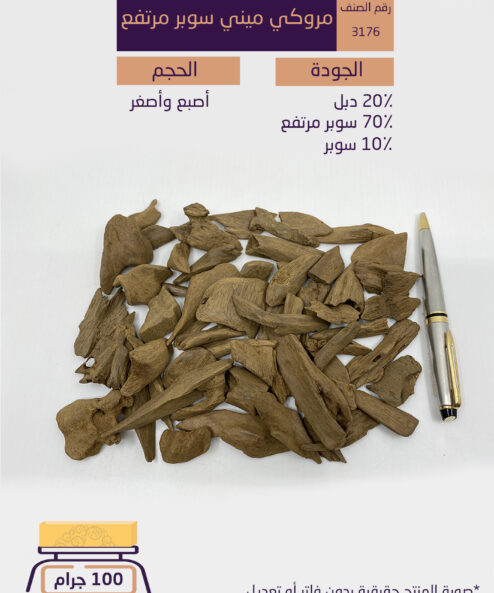 رقم الصنف
3176
مروكي ميني سوبر مرتفع
الجودة
20٪ دبل
70٪ سوبر مرتفع
10٪ سوبر
الحجم
أصبع وأصغر
100 جرام
*صورة المنتج حقيقية بدون فلتر أو تعديل